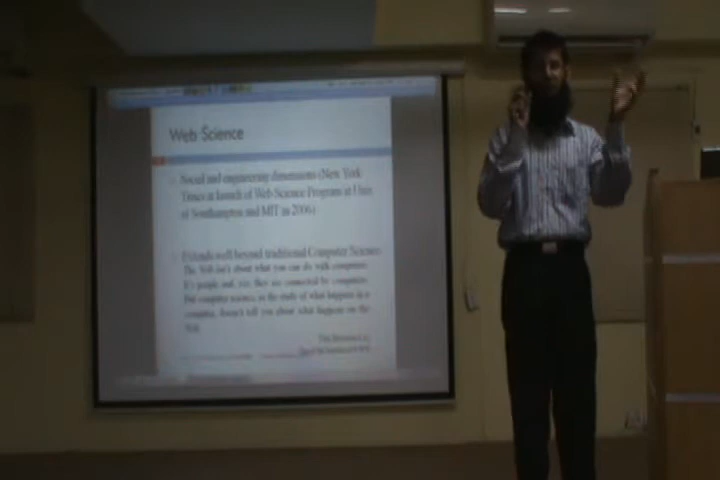 Web Science
Social and engineering dimensions (New York
Times at launch of Web Science Program at Univ.
of Southampton and MIT in 2006)
Extends well beyond traditional Computer Science
The Web isn't about what you can do with computers.
It's people and, yes, they are connected by computers.
But computer science, as the study of what happens in a
computer, doesn't tell you about what happens on the
Web.